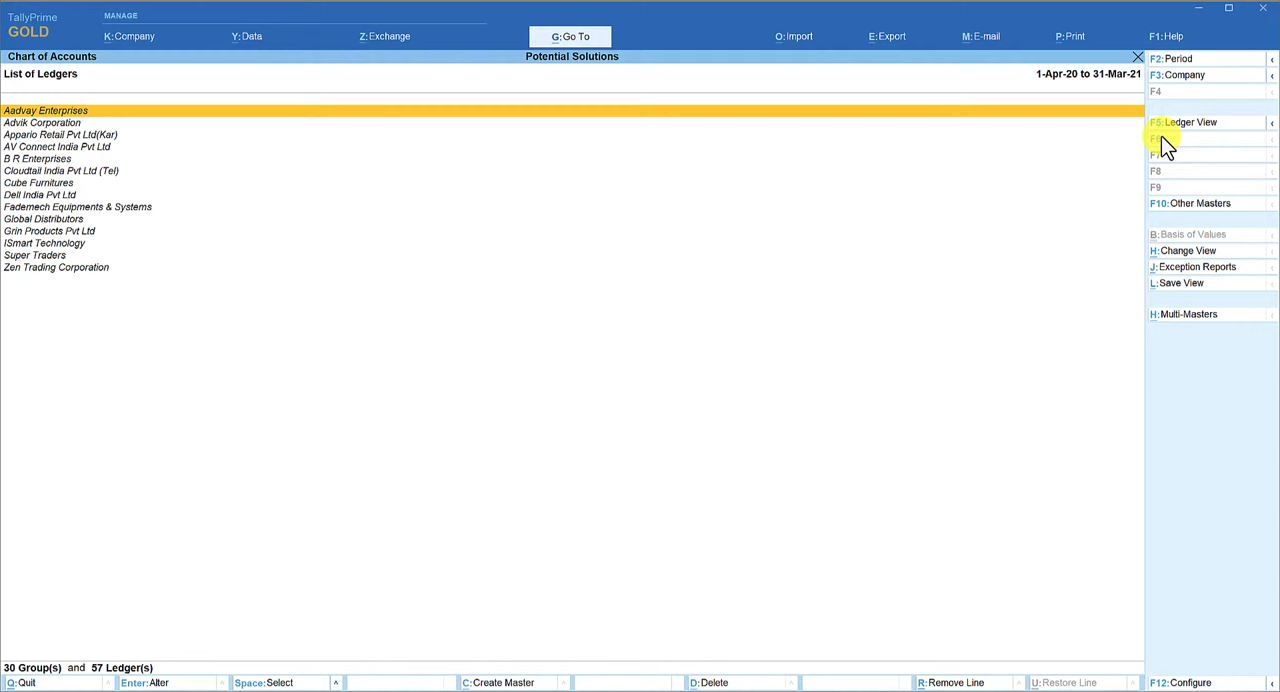 TallyPrime
GOLD
MANAGE
K:Company
Y:Data
Z:Exchange
G:Go To
O:Import
E:Export
M:E-mail
P:Print
F1:Help
Chart of Accounts
Potential Solutions
List of Ledgers
1-Apr-20 to 31-Mar-21
Aadvay Enterprises
Advik Corporation
Appario Retail Pvt Ltd(Kar)
AV Connect India Pvt Ltd
B R Enterprises
Cloudtail India Pvt Ltd (Tel)
Cube Furnitures
Dell India Pvt Ltd
Fademech Equipments & Systems
Global Distributors
Grin Products Pvt Ltd
ISmart Technology
Super Traders
Zen Trading Corporation
F2:Period
F3:Company
F4
F5:Ledger View
F6
F7
F8
F9
F10:Other Masters
B:Basis of Values
H:Change View
J:Exception Reports
L:Save View
H:Multi-Masters
30 Group(s) and 57 Ledger(s)
Q:Quit
Enter:Alter
Space:Select
C:Create Master
D:Delete
R:Remove Line
U:Restore Line
F12:Configure